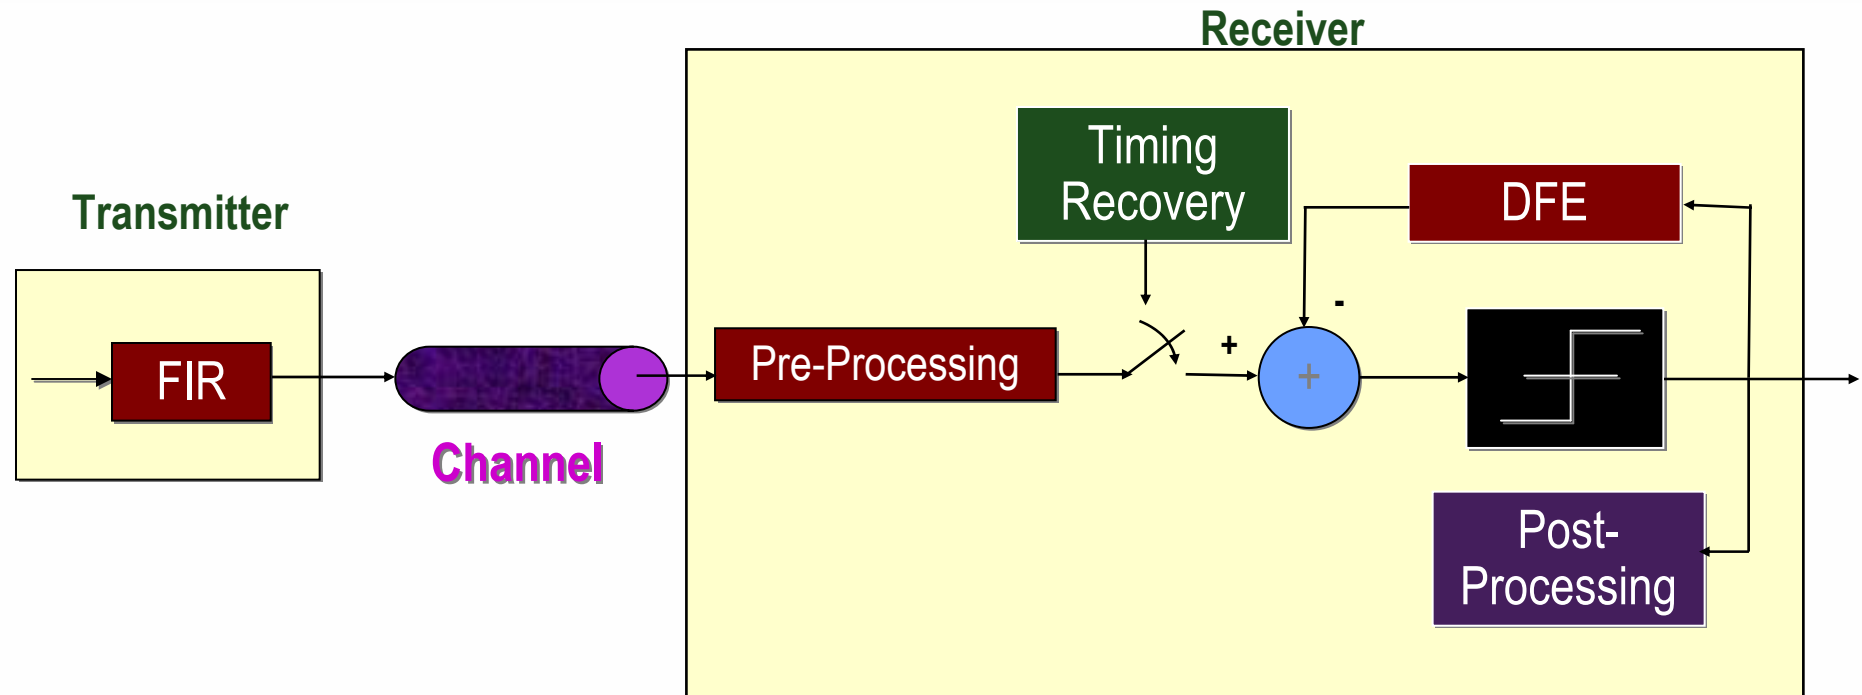 Receiver
Transmitter
FIR
Channel
Pre-Processing
Timing
Recovery
+
-
+
DFE
Post-
Processing